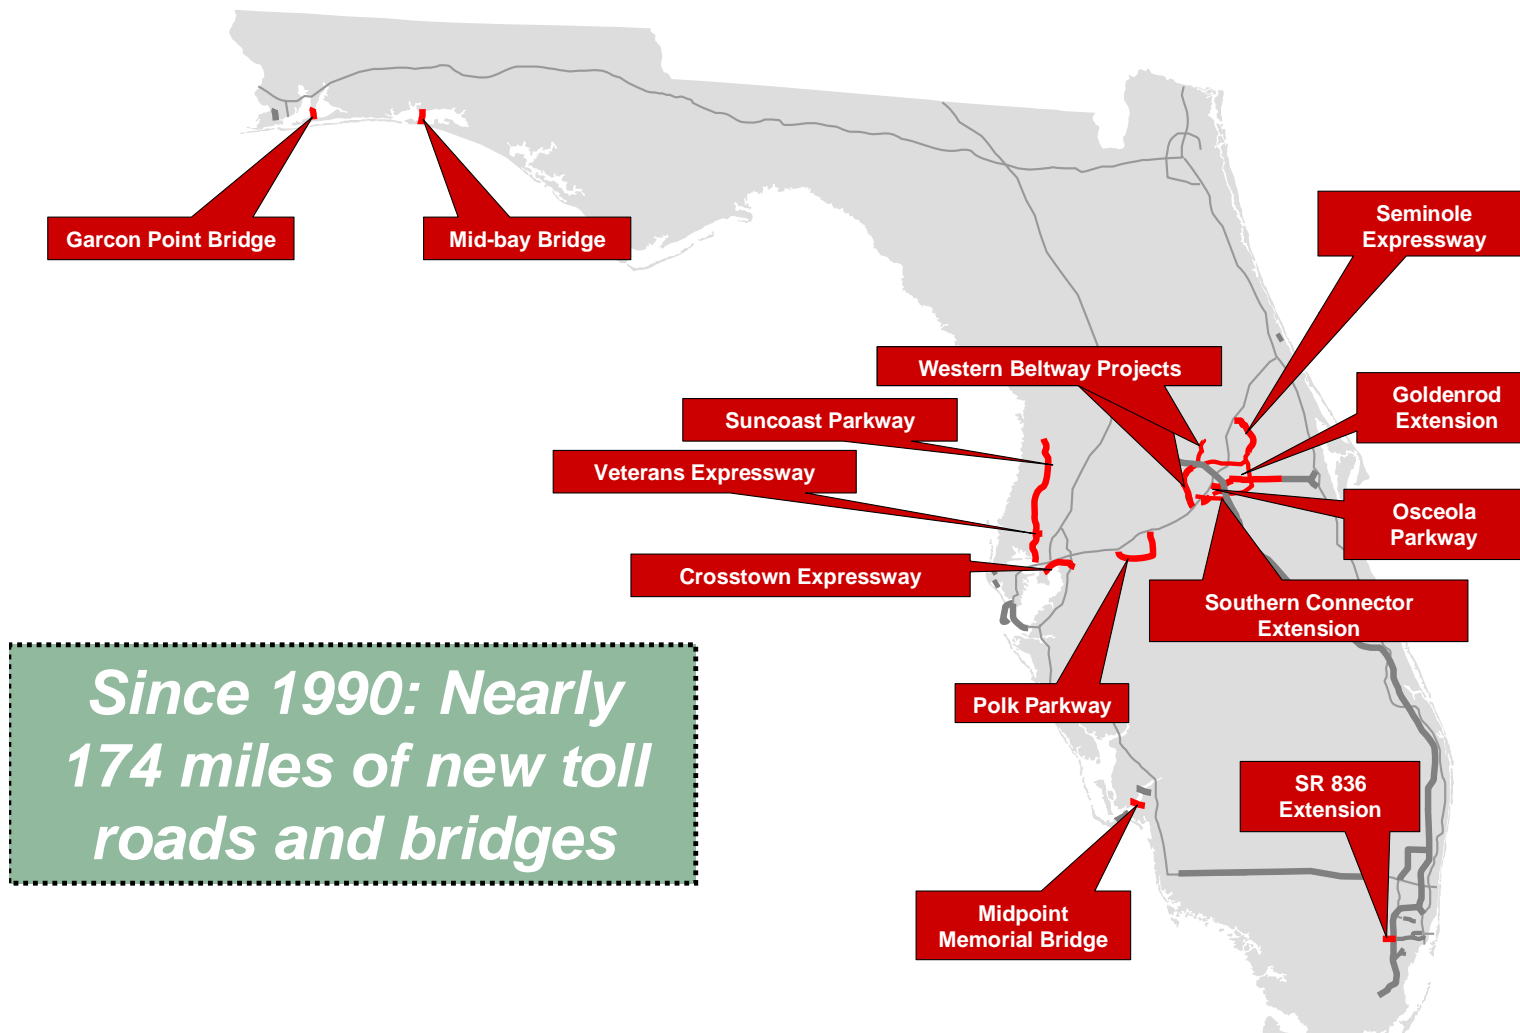 Garcon Point Bridge
Mid-bay Bridge
Seminole
Expressway
Western Beltway Projects
Goldenrod
Extension
Suncoast Parkway
Veterans Expressway
Osceola
Parkway
Crosstown Expressway
Southern Connector
Extension
Since 1990: Nearly
174 miles of new toll
roads and bridges
Polk Parkway
SR 836
Extension
Midpoint
Memorial Bridge